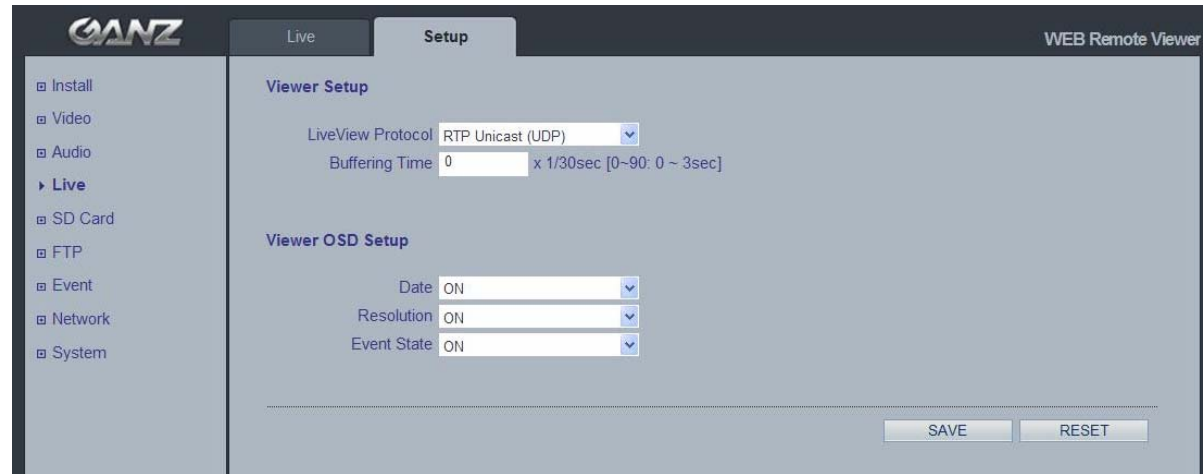 GANZ
Live
Setup
WEB Remote Viewer
Install
Video
Audio
Live
SD Card
FTP
Event
Network
System
Viewer Setup
LiveView Protocol RTP Unicast (UDP)
Buffering Time 0 x 1/30sec [0~90: 0 ~ 3sec]
Viewer OSD Setup
Date ON
Resolution ON
Event State ON
SAVE
RESET